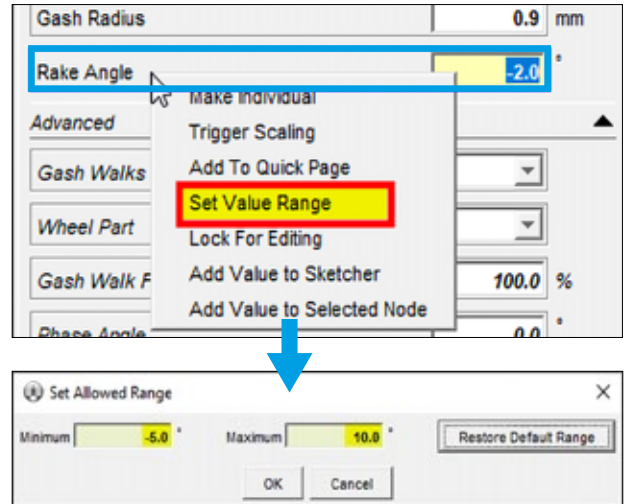 Gash Radius 0.9 mm
Rake Angle -2.0 °
Make Individual
Advanced
Trigger Scaling
Gash Walks
Add To Quick Page
Set Value Range
Wheel Part
Lock For Editing
Gash Walk F 100.0 %
Add Value to Sketcher
Add Value to Selected Node
Phase Angle 0.0 °
Set Allowed Range
Minimum -5.0 ° Maximum 10.0 ° Restore Default Range
OK Cancel